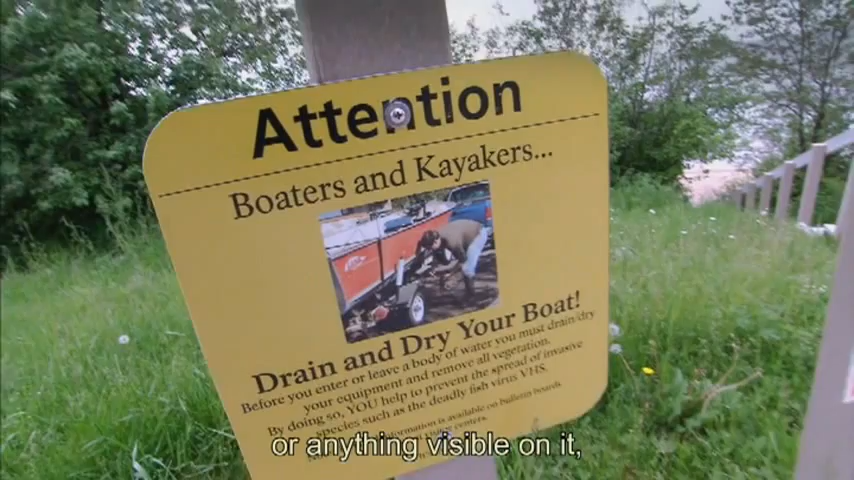 Attention
Boaters and Kayakers...
Drain and Dry Your Boat!
Before you enter or leave a body of water you must drain/dry
your equipment and remove all vegetation.
By doing so, YOU help to prevent the spread of invasive
species such as the deadly fish virus VHS.
information is available on bulletin boards
centers.
or anything visible on it,